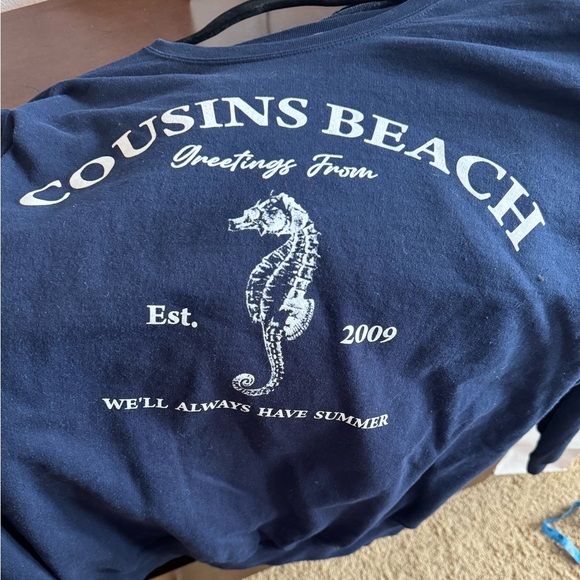 COUSINS BEACH
Greetings From
Est. 2009
WE'LL ALWAYS HAVE SUMMER